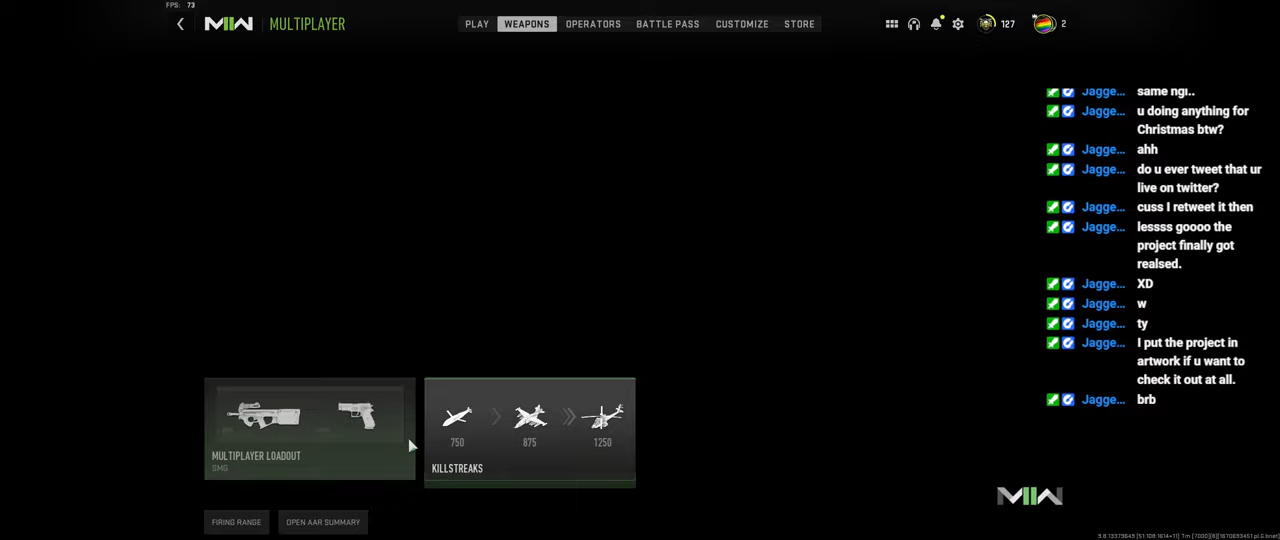 FPS: 73
MW MULTIPLAYER
PLAY WEAPONS OPERATORS BATTLE PASS CUSTOMIZE STORE
127 2
Jagge... same ngl..
Jagge... u doing anything for
Christmas btw?
Jagge... ahh
Jagge... do u ever tweet that ur
live on twitter?
Jagge... cuss I retweet it then
Jagge... lessss goooo the
project finally got
realsed.
Jagge... XD
Jagge... w
Jagge... ty
Jagge... I put the project in
artwork if u want to
check it out at all.
Jagge... brb
750 875 1250
MULTIPLAYER LOADOUT
SMG
KILLSTREAKS
MW
FIRING RANGE OPEN AAR SUMMARY